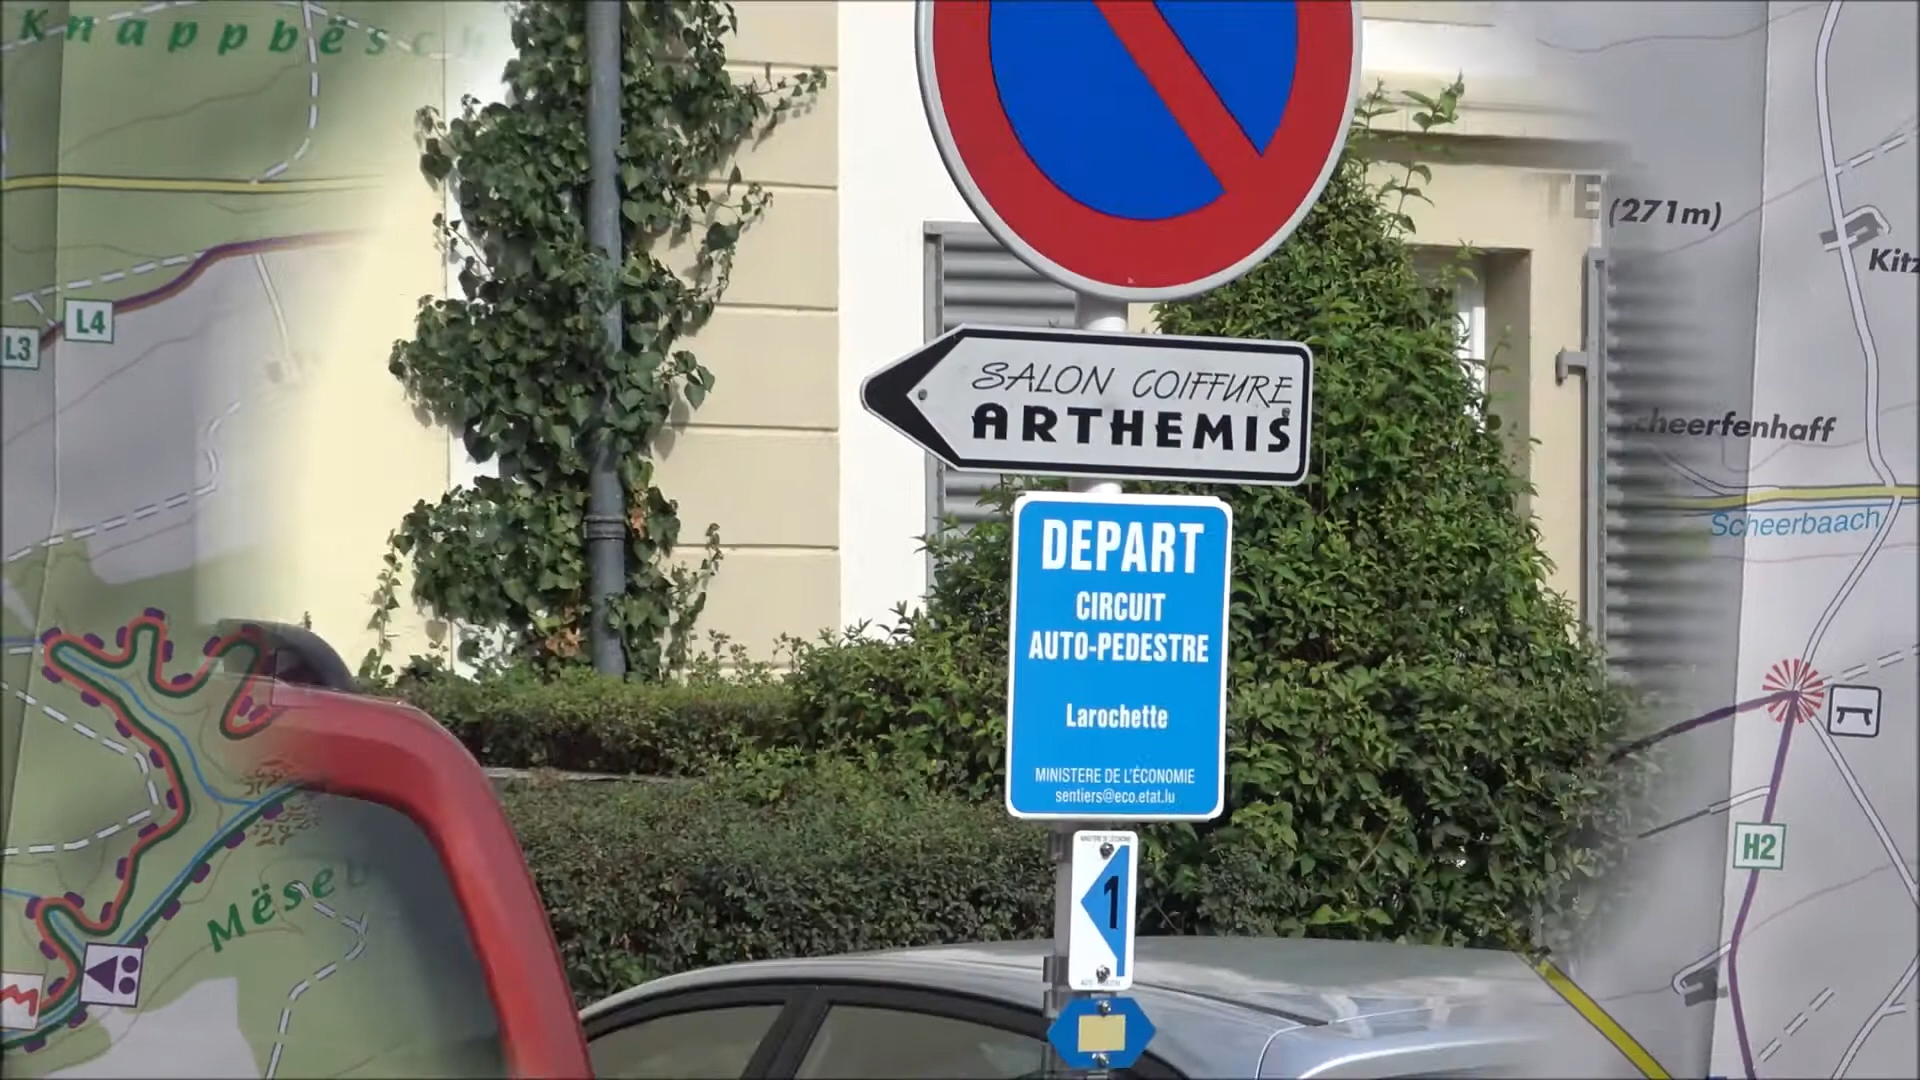 Knappbësch
L4
L3
(271m)
Kitz
SALON COIFFURE
ARTHEMIS
cheerfenhaff
Scheerbaach
DEPART
CIRCUIT
AUTO-PEDESTRE
Larochette
MINISTERE DE L'ÉCONOMIE
sentiers@eco.etat.lu
H2
1
Mëseb